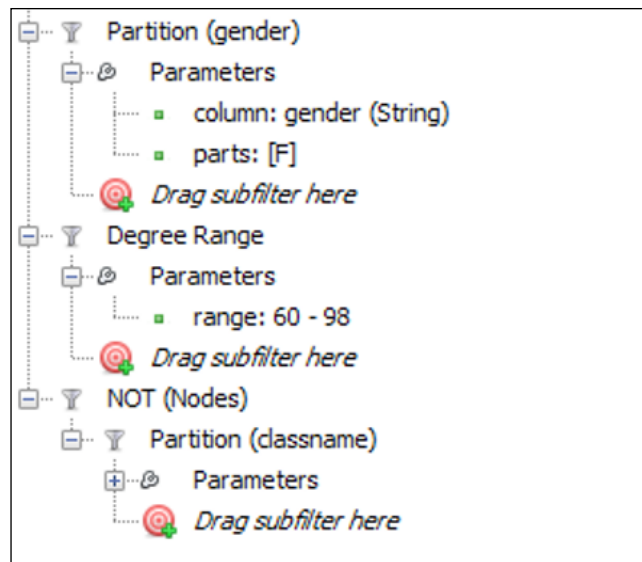 Partition (gender)
Parameters
column: gender (String)
parts: [F]
Drag subfilter here
Degree Range
Parameters
range: 60 - 98
Drag subfilter here
NOT (Nodes)
Partition (classname)
Parameters
Drag subfilter here